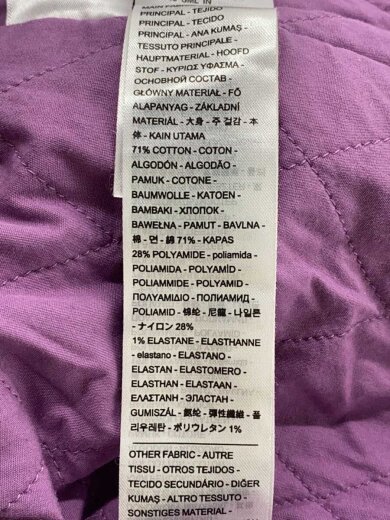 PRINCIPAL - TEJIDO
PRINCIPAL - TECIDO
PRINCIPAL - ANA KUMAŞ -
TESSUTO PRINCIPALE -
HAUPTMATERIAL - HOOFD
STOF - ΚΥΡΙΩΣ ΥΦΑΣΜΑ -
ОСНОВНОЙ СОСТАВ -
GŁÓWNY MATERIAŁ - FŐ
ALAPANYAG - ZÁKLADNÍ
MATERIÁL - 大身 - 주 겉감 - 本
体 - KAIN UTAMA
71% COTTON - COTON -
ALGODÓN - ALGODÃO -
PAMUK - COTONE -
BAUMWOLLE - KATOEN -
ΒΑΜΒΑΚΙ - ХЛОПОК -
BAWEŁNA - PAMUT - BAVLNA -
棉 - 면 - 綿 71% - KAPAS
28% POLYAMIDE - poliamida -
POLIAMIDA - POLYAMİD -
POLIAMMIDE - POLYAMID -
ΠΟΛΥΑΜΙΔΙΟ - ПОЛИАМИД -
POLIAMID - 锦纶 - 尼龍 - 나일론
- ナイロン 28%
1% ELASTANE - ELASTHANNE
- elastano - ELASTANO -
ELASTAN - ELASTOMERO -
ELASTHAN - ELASTAAN -
ΕΛΑΣΤΑΝΗ - ЭЛАСТАН -
GUMISZÁL - 氨纶 - 彈性纖維 - 폴
리우레탄 - ポリウレタン 1%
OTHER FABRIC - AUTRE
TISSU - OTROS TEJIDOS -
TECIDO SECUNDÁRIO - DIĞER
KUMAŞ - ALTRO TESSUTO -
SONSTIGES MATERIAL -